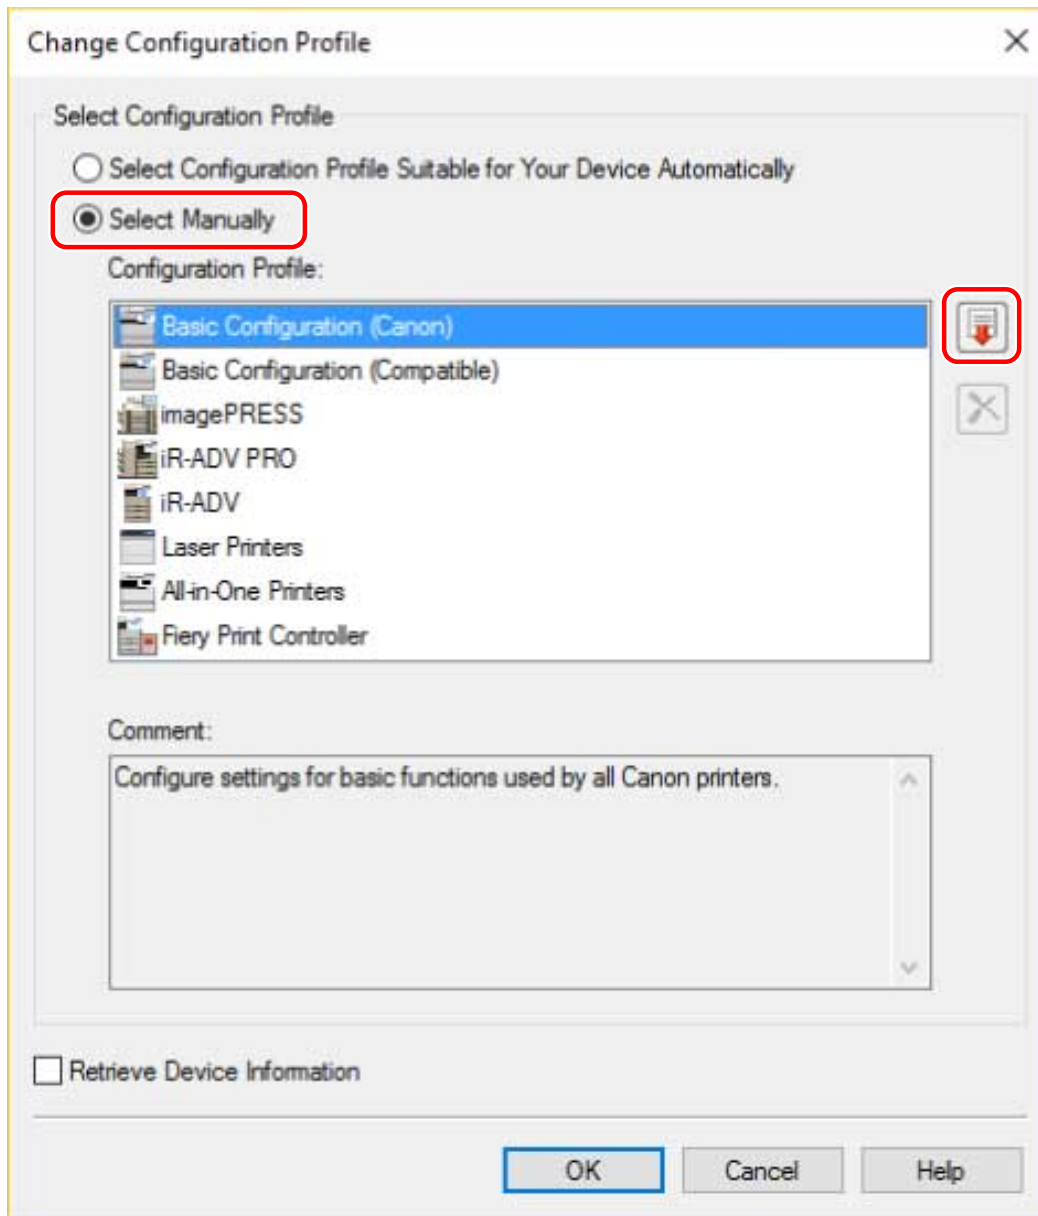 Change Configuration Profile
Select Configuration Profile
Select Configuration Profile Suitable for Your Device Automatically
Select Manually
Configuration Profile:
Basic Configuration (Canon)
Basic Configuration (Compatible)
imagePRESS
iR-ADV PRO
iR-ADV
Laser Printers
All-in-One Printers
Fiery Print Controller
Comment:
Configure settings for basic functions used by all Canon printers.
Retrieve Device Information
OK Cancel Help